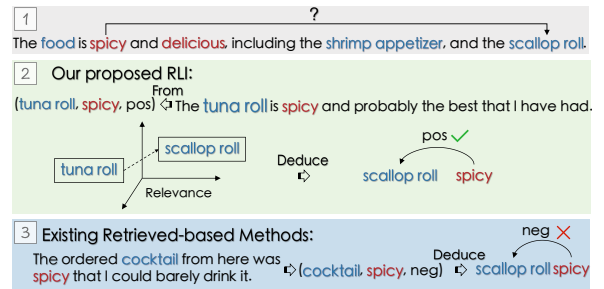 ?
1
The food is spicy and delicious, including the shrimp appetizer, and the scallop roll.
2 Our proposed RLI:
From
(tuna roll, spicy, pos) The tuna roll is spicy and probably the best that I have had.
pos
scallop roll
tuna roll
Deduce
scallop roll spicy
Relevance
3 Existing Retrieved-based Methods:
neg
The ordered cocktail from here was
spicy that I could barely drink it.
(cocktail, spicy, neg)
Deduce
scallop roll spicy